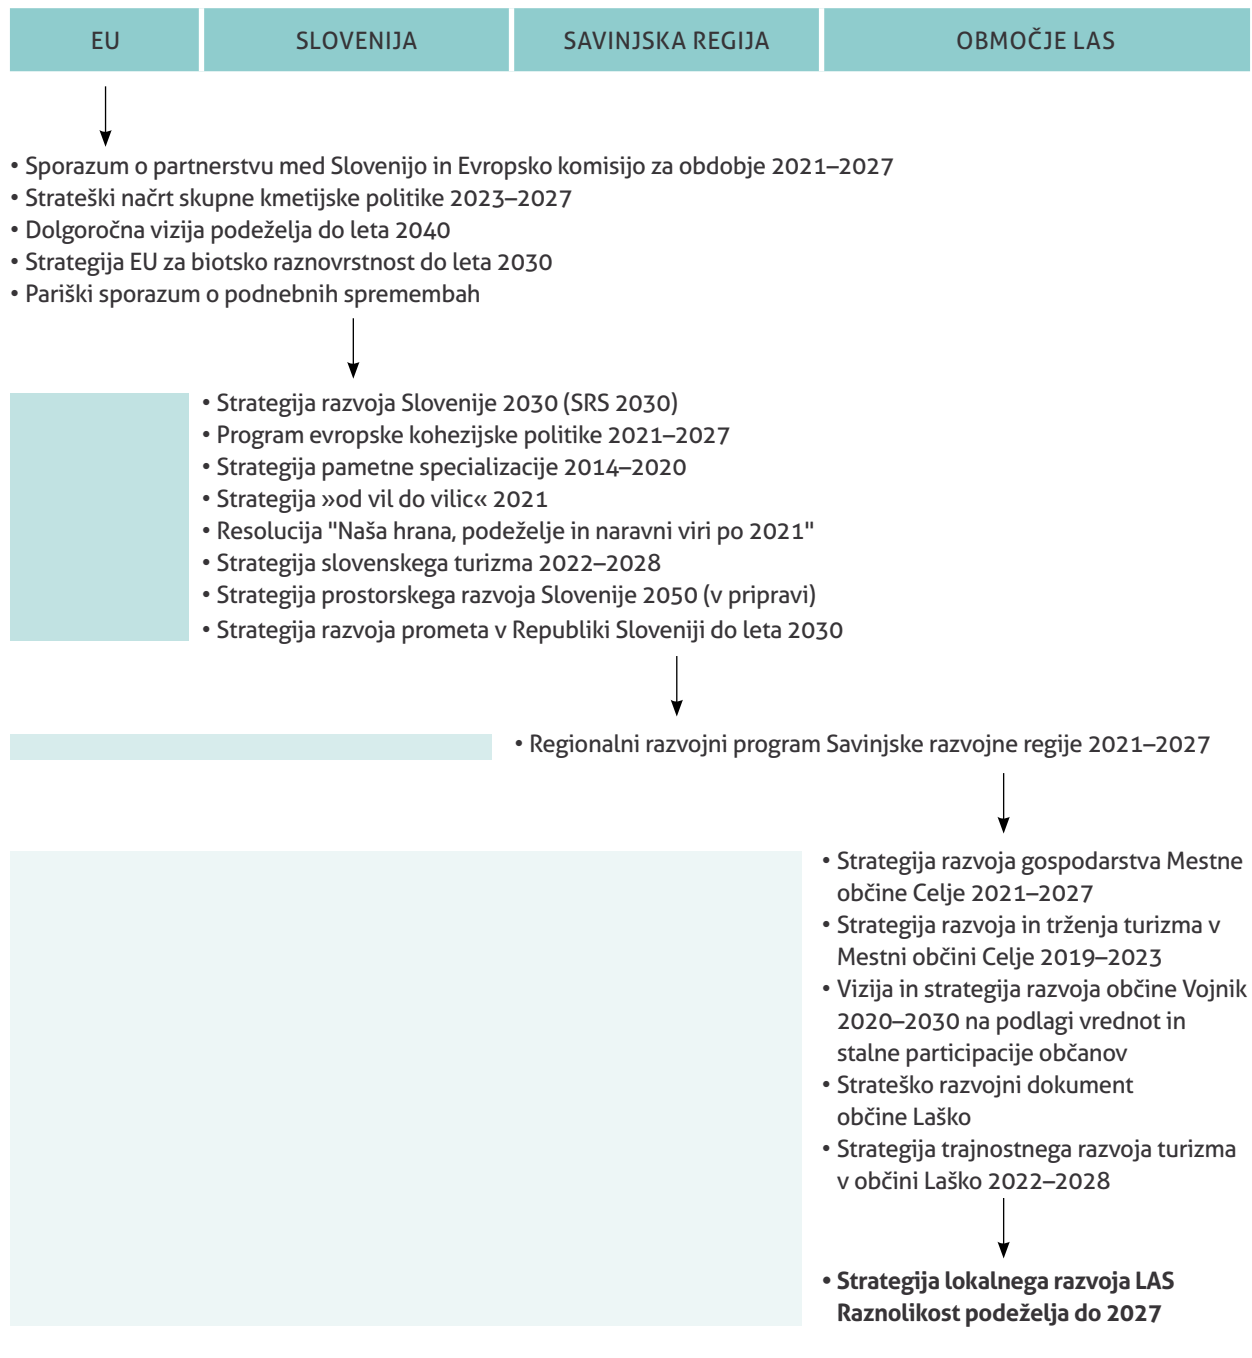 EU
SLOVENIJA
SAVINJSKA REGIJA
OBMOČJE LAS
• Sporazum o partnerstvu med Slovenijo in Evropsko komisijo za obdobje 2021–2027
• Strateški načrt skupne kmetijske politike 2023–2027
• Dolgoročna vizija podeželja do leta 2040
• Strategija EU za biotsko raznovrstnost do leta 2030
• Pariški sporazum o podnebnih spremembah
• Strategija razvoja Slovenije 2030 (SRS 2030)
• Program evropske kohezijske politike 2021–2027
• Strategija pametne specializacije 2014–2020
• Strategija »od vil do vilic« 2021
• Resolucija "Naša hrana, podeželje in naravni viri po 2021"
• Strategija slovenskega turizma 2022–2028
• Strategija prostorskega razvoja Slovenije 2050 (v pripravi)
• Strategija razvoja prometa v Republiki Sloveniji do leta 2030
• Regionalni razvojni program Savinjske razvojne regije 2021–2027
• Strategija razvoja gospodarstva Mestne
občine Celje 2021–2027
• Strategija razvoja in trženja turizma v
Mestni občini Celje 2019–2023
• Vizija in strategija razvoja občine Vojnik
2020–2030 na podlagi vrednot in
stalne participacije občanov
• Strateško razvojni dokument
občine Laško
• Strategija trajnostnega razvoja turizma
v občini Laško 2022–2028
• Strategija lokalnega razvoja LAS
Raznolikost podeželja do 2027